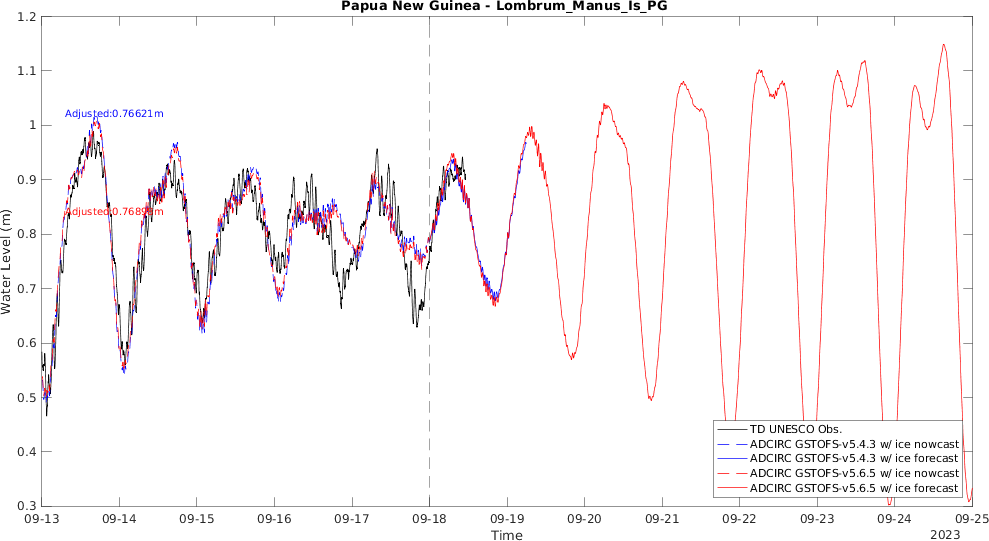 Papua New Guinea - Lombrum_Manus_Is_PG
Water Level (m)
1.2
1.1
1
0.9
0.8
0.7
0.6
0.5
0.4
0.3
Adjusted:0.76621m
TD UNESCO Obs.
ADCIRC GSTOFS-v5.4.3 w/ ice nowcast
ADCIRC GSTOFS-v5.4.3 w/ ice forecast
ADCIRC GSTOFS-v5.6.5 w/ ice nowcast
ADCIRC GSTOFS-v5.6.5 w/ ice forecast
09-13 09-14 09-15 09-16 09-17 09-18 09-19 09-20 09-21 09-22 09-23 09-24 09-25
Time
2023